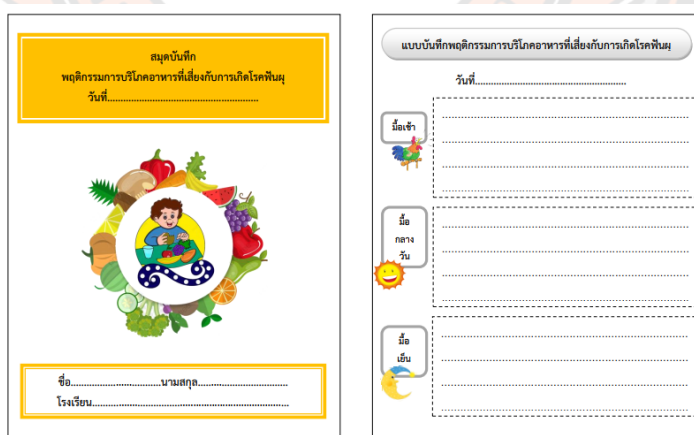 สมุดบันทึก
พฤติกรรมการบริโภคอาหารที่เสี่ยงกับการเกิดโรคฟันผุ
วันที่.........................................................
ชื่อ..................................นามสกุล..................................
โรงเรียน..........................................................................
แบบบันทึกพฤติกรรมการบริโภคอาหารที่เสี่ยงกับการเกิดโรคฟันผุ
วันที่.........................................................
มื้อเช้า
มื้อ
กลาง
วัน
มื้อ
เย็น